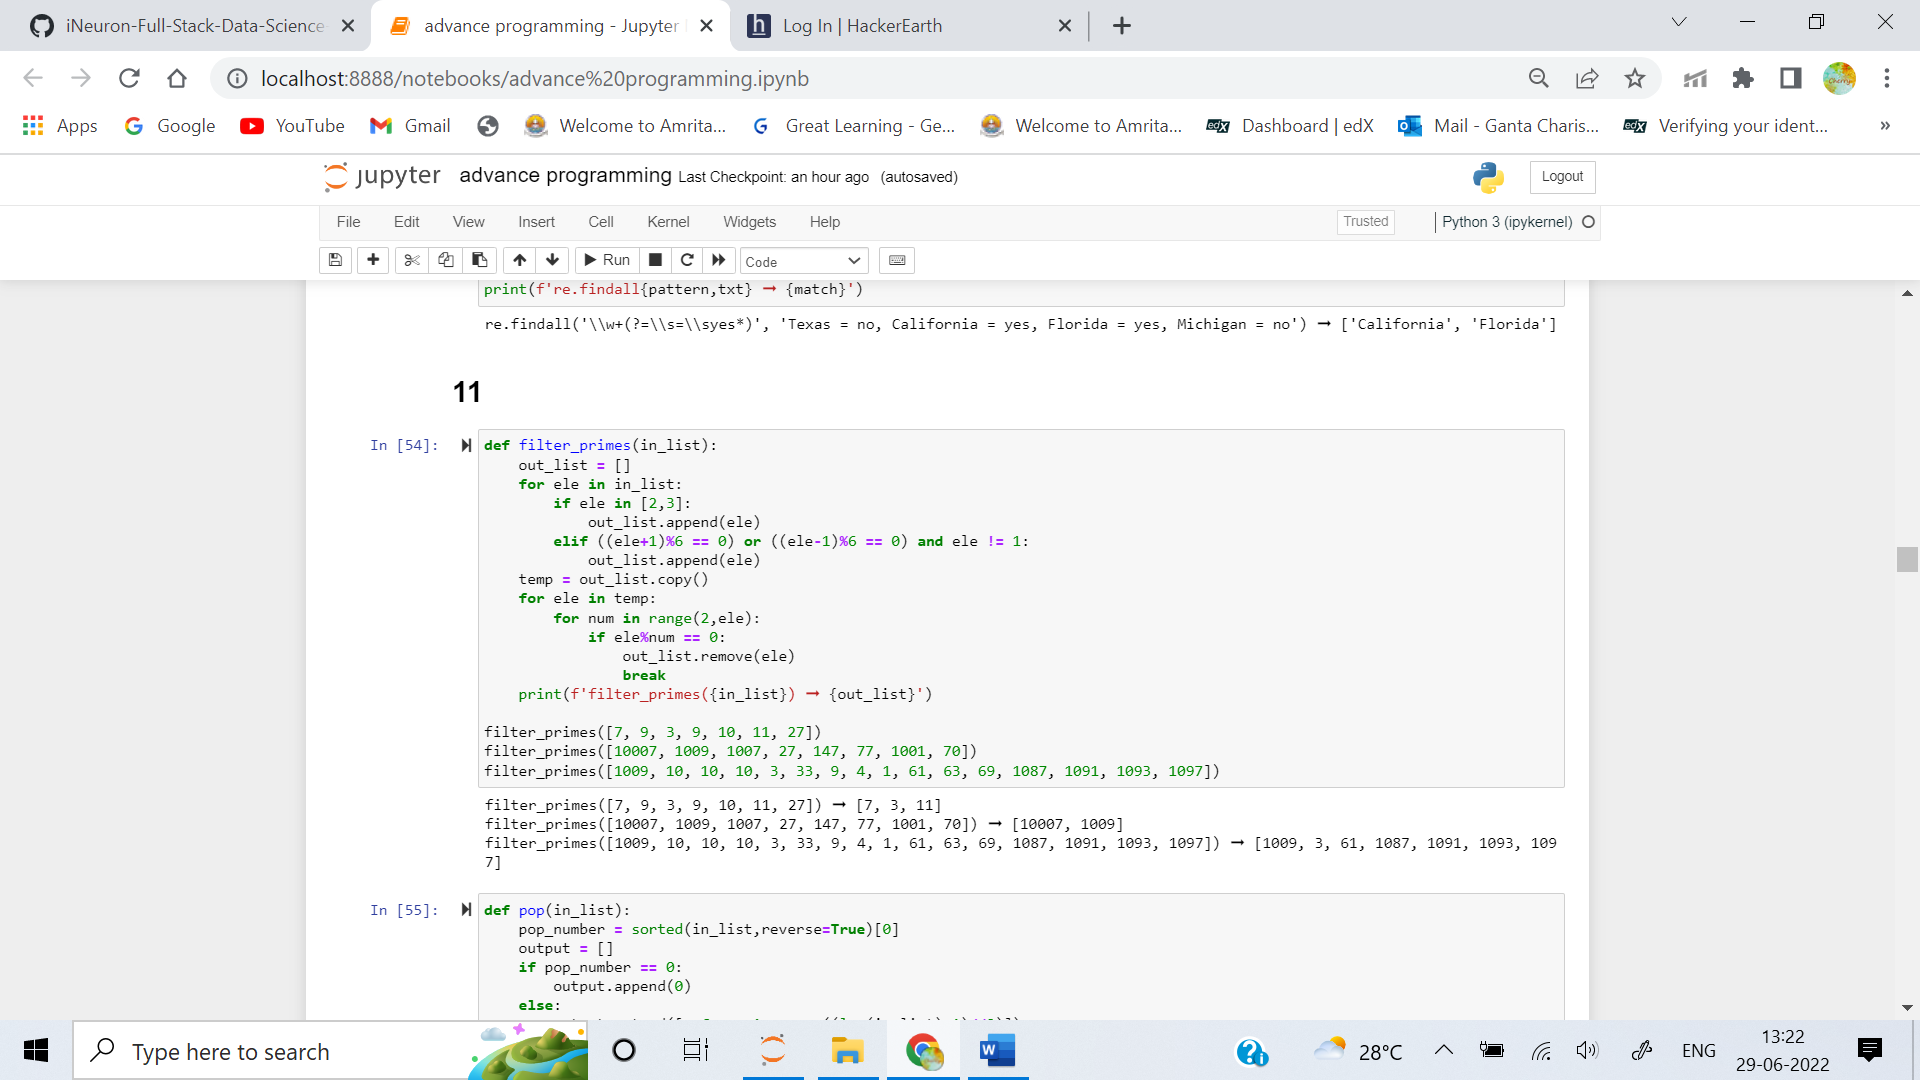 iNeuron-Full-Stack-Data-Science
advance programming - Jupyter
Log In | HackerEarth
localhost:8888/notebooks/advance%20programming.ipynb
Apps
Google
YouTube
Gmail
Welcome to Amrita...
Great Learning - Ge...
Welcome to Amrita...
Dashboard | edX
Mail - Ganta Charis...
Verifying your ident...
»
jupyter advance programming Last Checkpoint: an hour ago (autosaved)
Logout
File Edit View Insert Cell Kernel Widgets Help
Trusted
Python 3 (ipykernel)
Run
Code
print(f're.findall{pattern,txt} ➞ {match}')
re.findall('\\w+(?=\\s=\\syes*)', 'Texas = no, California = yes, Florida = yes, Michigan = no') ➞ ['California', 'Florida']
11
In [54]:
def filter_primes(in_list):
    out_list = []
    for ele in in_list:
        if ele in [2,3]:
            out_list.append(ele)
        elif ((ele+1)%6 == 0) or ((ele-1)%6 == 0) and ele != 1:
            out_list.append(ele)
    temp = out_list.copy()
    for ele in temp:
        for num in range(2,ele):
            if ele%num == 0:
                out_list.remove(ele)
                break
    print(f'filter_primes({in_list}) ➞ {out_list}')
filter_primes([7, 9, 3, 9, 10, 11, 27])
filter_primes([10007, 1009, 1007, 27, 147, 77, 1001, 70])
filter_primes([1009, 10, 10, 10, 3, 33, 9, 4, 1, 61, 63, 69, 1087, 1091, 1093, 1097])
filter_primes([7, 9, 3, 9, 10, 11, 27]) ➞ [7, 3, 11]
filter_primes([10007, 1009, 1007, 27, 147, 77, 1001, 70]) ➞ [10007, 1009]
filter_primes([1009, 10, 10, 10, 3, 33, 9, 4, 1, 61, 63, 69, 1087, 1091, 1093, 1097]) ➞ [1009, 3, 61, 1087, 1091, 1093, 109
7]
In [55]:
def pop(in_list):
    pop_number = sorted(in_list,reverse=True)[0]
    output = []
    if pop_number == 0:
        output.append(0)
    else:
Type here to search
28°C
ENG
13:22
29-06-2022